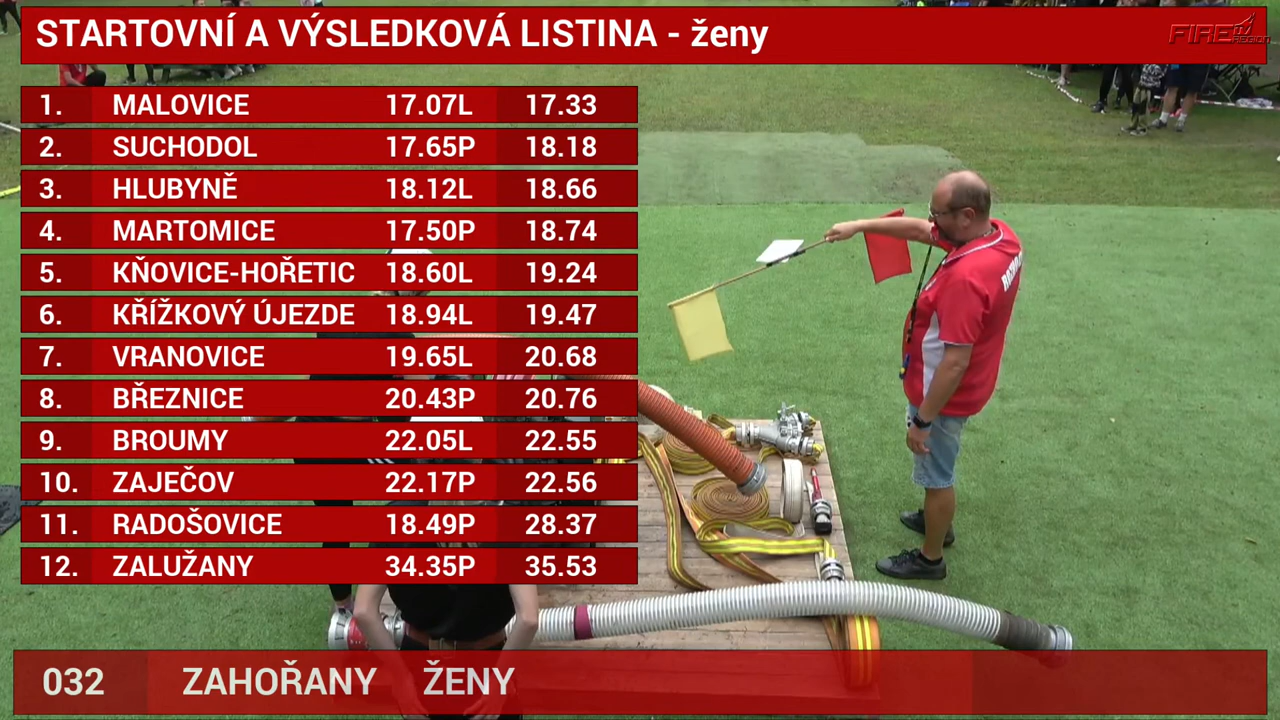 STARTOVNÍ A VÝSLEDKOVÁ LISTINA - ženy
FIRE TV REGION
1. MALOVICE 17.07L 17.33
2. SUCHODOL 17.65P 18.18
3. HLUBYNĚ 18.12L 18.66
4. MARTOMICE 17.50P 18.74
5. KŇOVICE-HOŘETIC 18.60L 19.24
6. KŘÍŽKOVÝ ÚJEZDE 18.94L 19.47
7. VRANOVICE 19.65L 20.68
8. BŘEZNICE 20.43P 20.76
9. BROUMY 22.05L 22.55
10. ZAJEČOV 22.17P 22.56
11. RADOŠOVICE 18.49P 28.37
12. ZALUŽANY 34.35P 35.53
032 ZAHOŘANY ŽENY